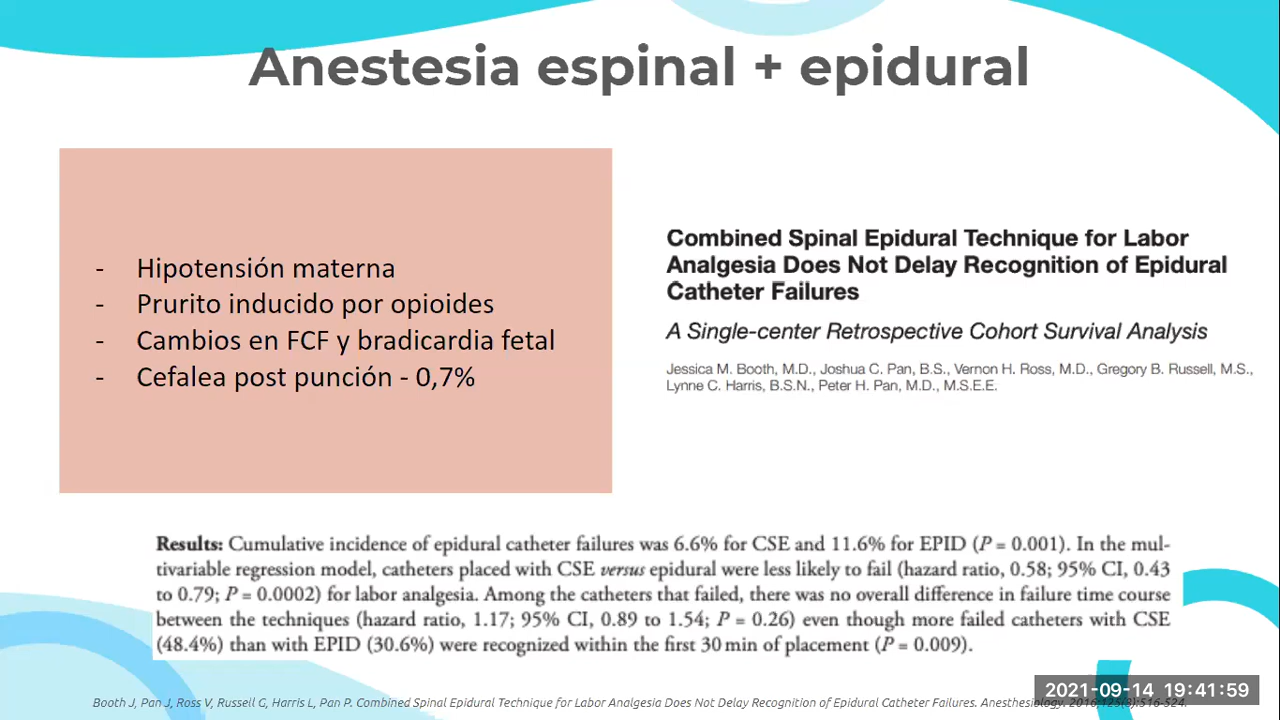 Anestesia espinal + epidural
- Hipotensión materna
- Prurito inducido por opioides
- Cambios en FCF y bradicardia fetal
- Cefalea post punción - 0,7%
Combined Spinal Epidural Technique for Labor
Analgesia Does Not Delay Recognition of Epidural
Catheter Failures
A Single-center Retrospective Cohort Survival Analysis
Jessica M. Booth, M.D., Joshua C. Pan, B.S., Vernon H. Ross, M.D., Gregory B. Russell, M.S.,
Lynne C. Harris, B.S.N., Peter H. Pan, M.D., M.S.E.E.
Results: Cumulative incidence of epidural catheter failures was 6.6% for CSE and 11.6% for EPID (P = 0.001). In the mul-
tivariable regression model, catheters placed with CSE versus epidural were less likely to fail (hazard ratio, 0.58; 95% CI, 0.43
to 0.79; P = 0.0002) for labor analgesia. Among the catheters that failed, there was no overall difference in failure time course
between the techniques (hazard ratio, 1.17; 95% CI, 0.89 to 1.54; P = 0.26) even though more failed catheters with CSE
(48.4%) than with EPID (30.6%) were recognized within the first 30 min of placement (P = 0.009).
2021-09-14 19:41:59
Booth J, Pan J, Ross V, Russell G, Harris L, Pan P. Combined Spinal Epidural Technique for Labor Analgesia Does Not Delay Recognition of Epidural Catheter Failures. Anesthesiology. 2016;125(3):516-524.